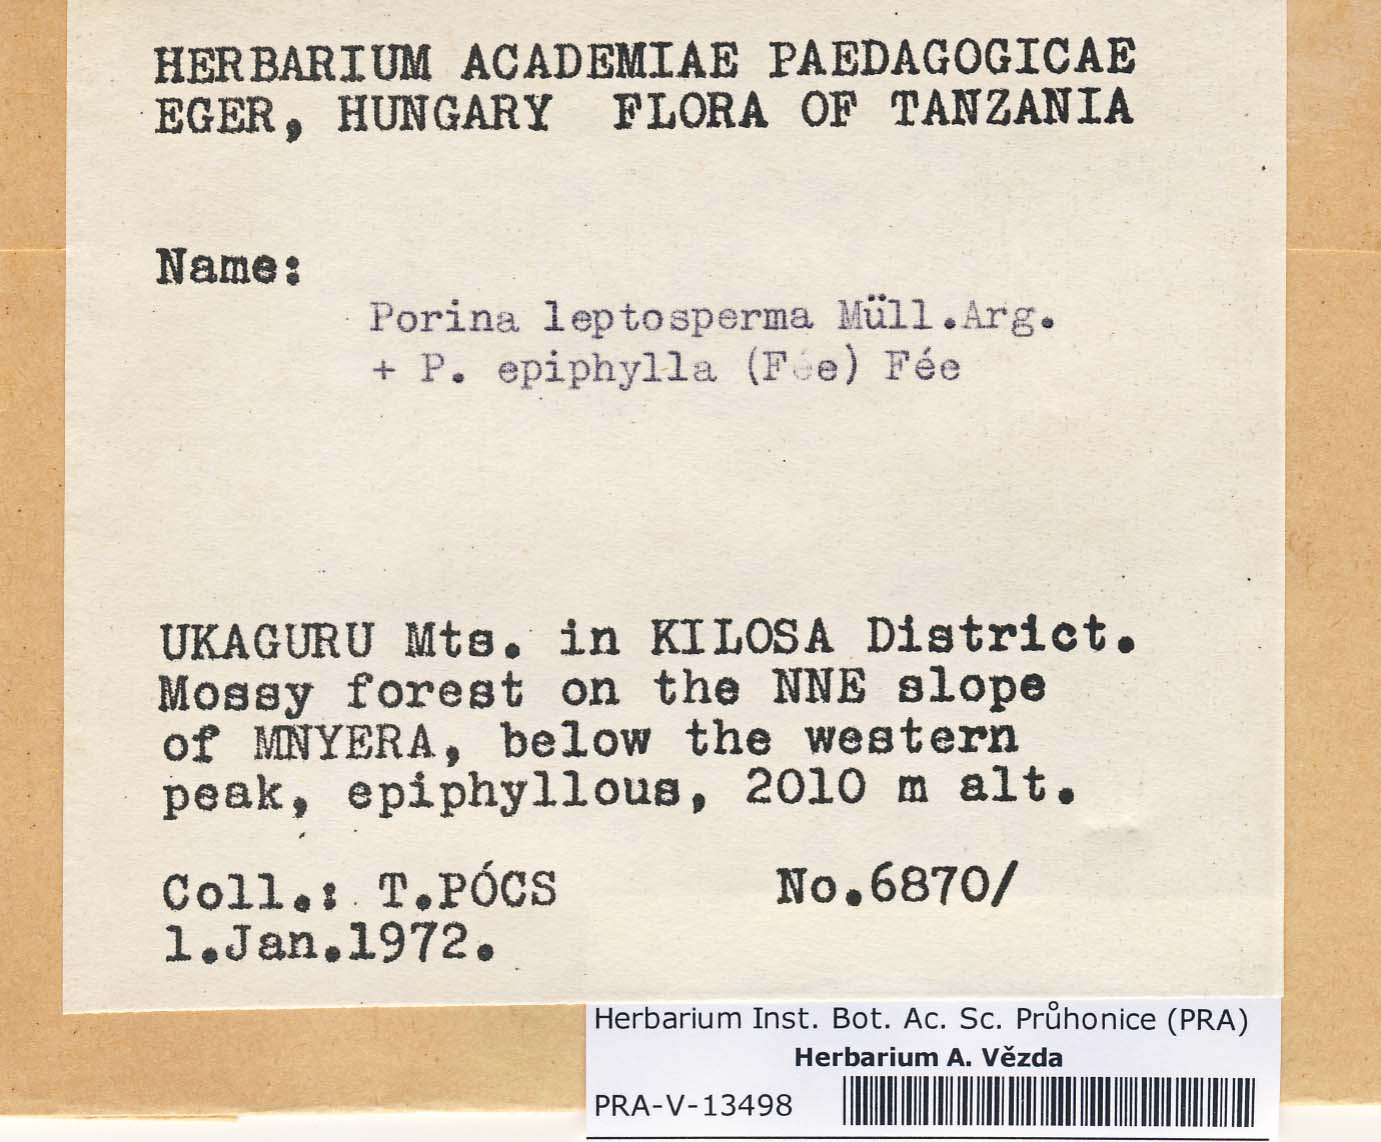 HERBARIUM ACADEMIAE PAEDAGOGICAE
EGER, HUNGARY FLORA OF TANZANIA
Name:
Porina leptosperma Müll.Arg.
+ P. epiphylla (Fée) Fée
UKAGURU Mts. in KILOSA District.
Mossy forest on the NNE slope
of MNYERA, below the western
peak, epiphyllous, 2010 m alt.
Coll.: T.PÓCS No.6870/
1.Jan.1972.
Herbarium Inst. Bot. Ac. Sc. Průhonice (PRA)
Herbarium A. Vězda
PRA-V-13498